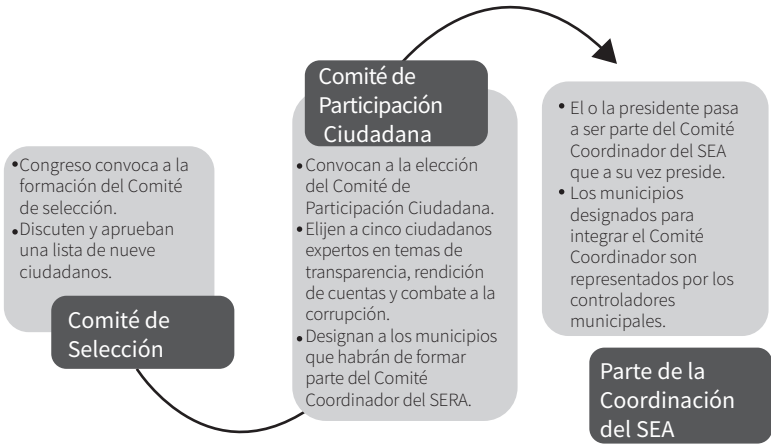 •Congreso convoca a la
formación del Comité
de selección.
•Discuten y aprueban
una lista de nueve
ciudadanos.
Comité de
Selección
Comité de
Participación
Ciudadana
•Convocan a la elección
del Comité de
Participación Ciudadana.
•Elijen a cinco ciudadanos
expertos en temas de
transparencia, rendición
de cuentas y combate a la
corrupción.
•Designan a los municipios
que habrán de formar
parte del Comité
Coordinador del SERA.
• El o la presidente pasa
a ser parte del Comité
Coordinador del SEA
que a su vez preside.
• Los municipios
designados para
integrar el Comité
Coordinador son
representados por los
controladores
municipales.
Parte de la
Coordinación
del SEA